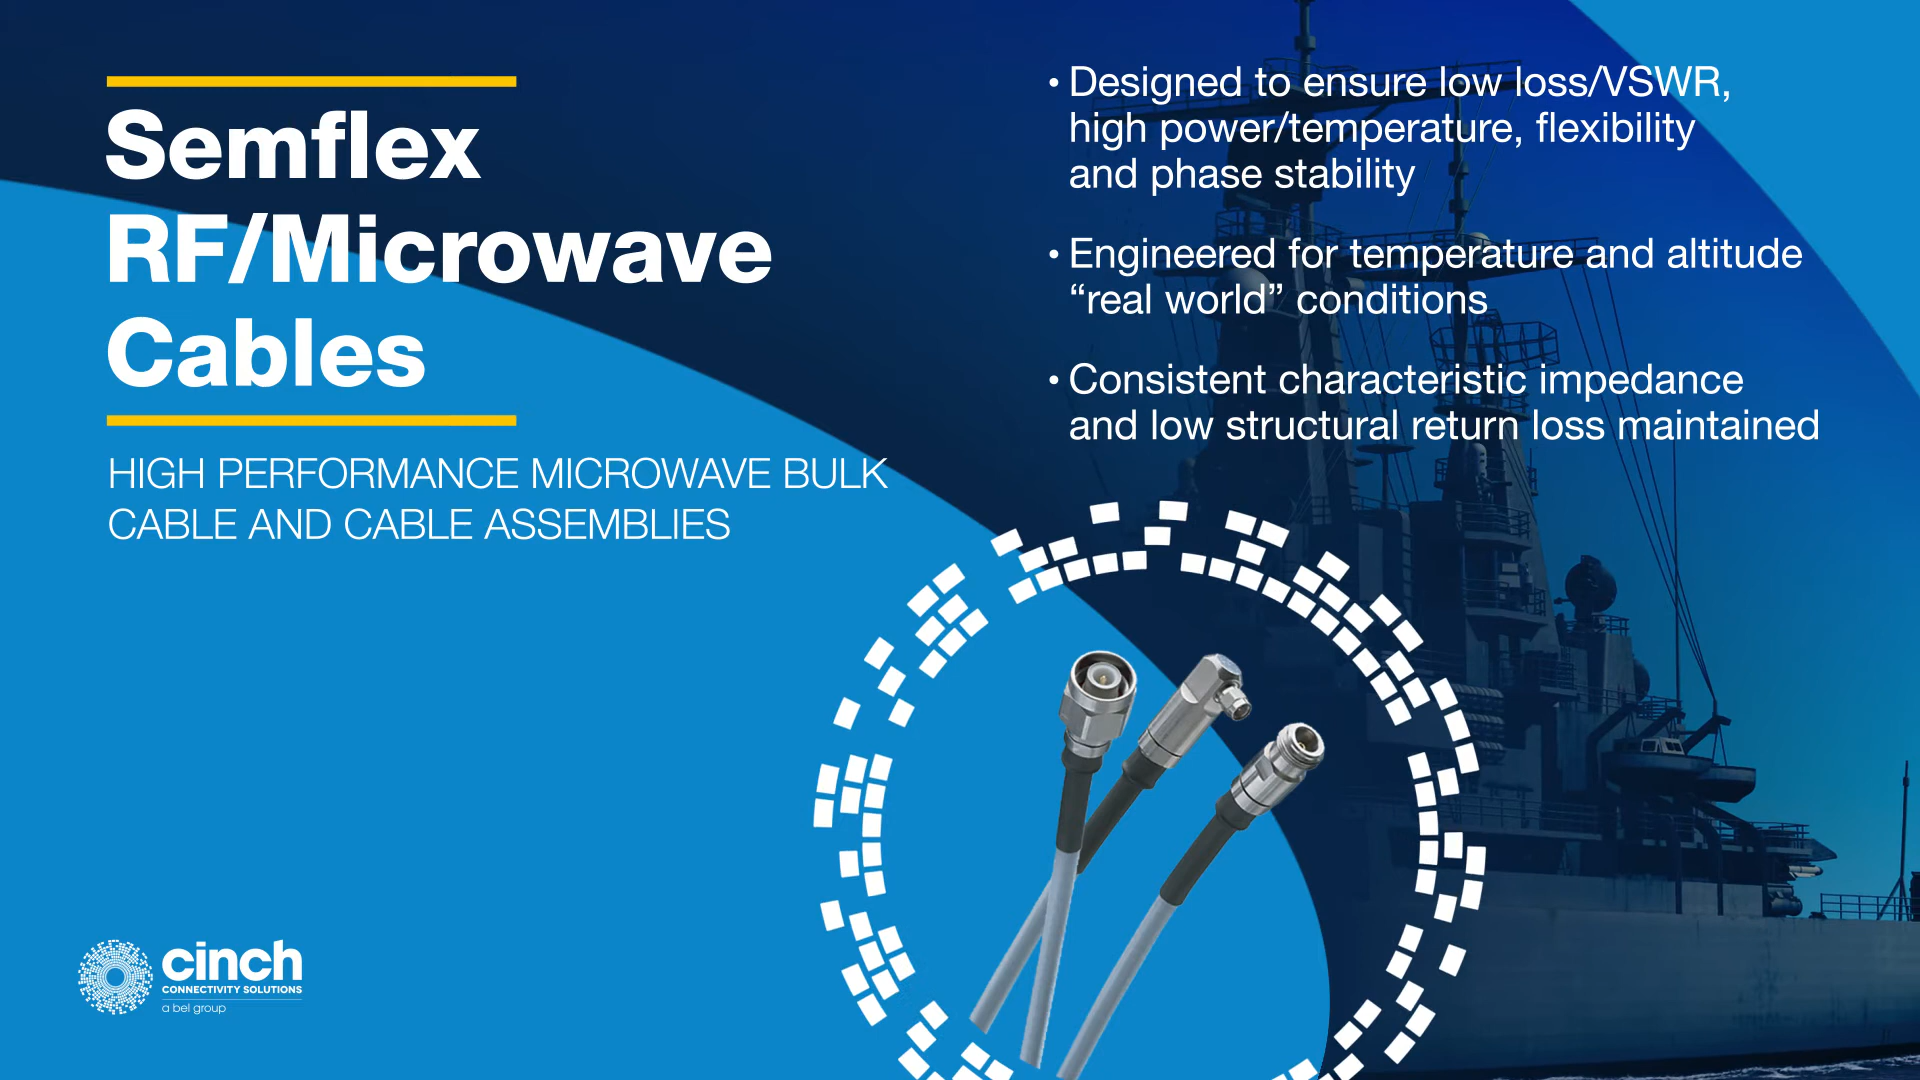 Semflex
RF/Microwave
Cables
HIGH PERFORMANCE MICROWAVE BULK
CABLE AND CABLE ASSEMBLIES
• Designed to ensure low loss/VSWR,
high power/temperature, flexibility
and phase stability
• Engineered for temperature and altitude
“real world” conditions
• Consistent characteristic impedance
and low structural return loss maintained
cinch
CONNECTIVITY SOLUTIONS
a bel group